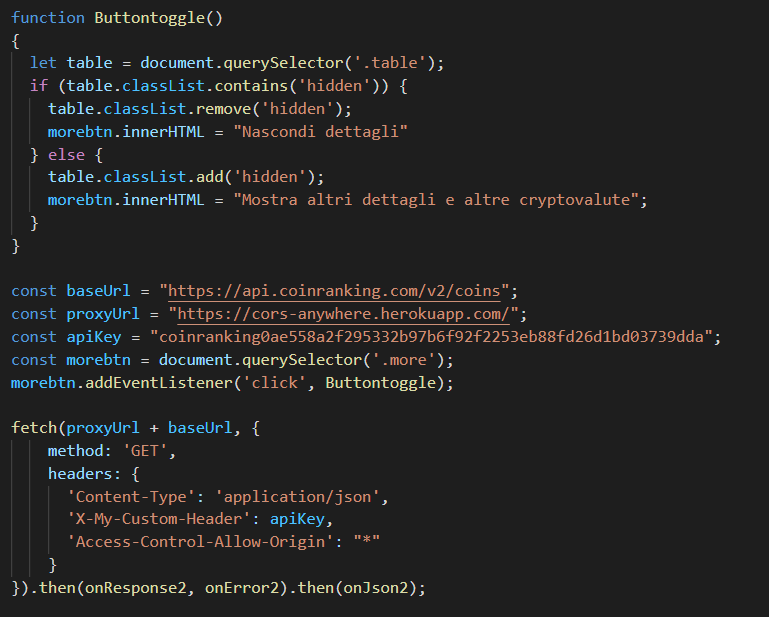 function Buttontoggle()
{
  let table = document.querySelector('.table');
  if (table.classList.contains('hidden')) {
    table.classList.remove('hidden');
    morebtn.innerHTML = "Nascondi dettagli"
  } else {
    table.classList.add('hidden');
    morebtn.innerHTML = "Mostra altri dettagli e altre cryptovalute";
  }
}

const baseUrl = "https://api.coinranking.com/v2/coins";
const proxyUrl = "https://cors-anywhere.herokuapp.com/";
const apiKey = "coinranking0ae558a2f295332b97b6f92f2253eb88fd26d1bd03739dda";
const morebtn = document.querySelector('.more');
morebtn.addEventListener('click', Buttontoggle);

fetch(proxyUrl + baseUrl, {
    method: 'GET',
    headers: {
      'Content-Type': 'application/json',
      'X-My-Custom-Header': apiKey,
      'Access-Control-Allow-Origin': "*"
    }
}).then(onResponse2, onError2).then(onJson2);